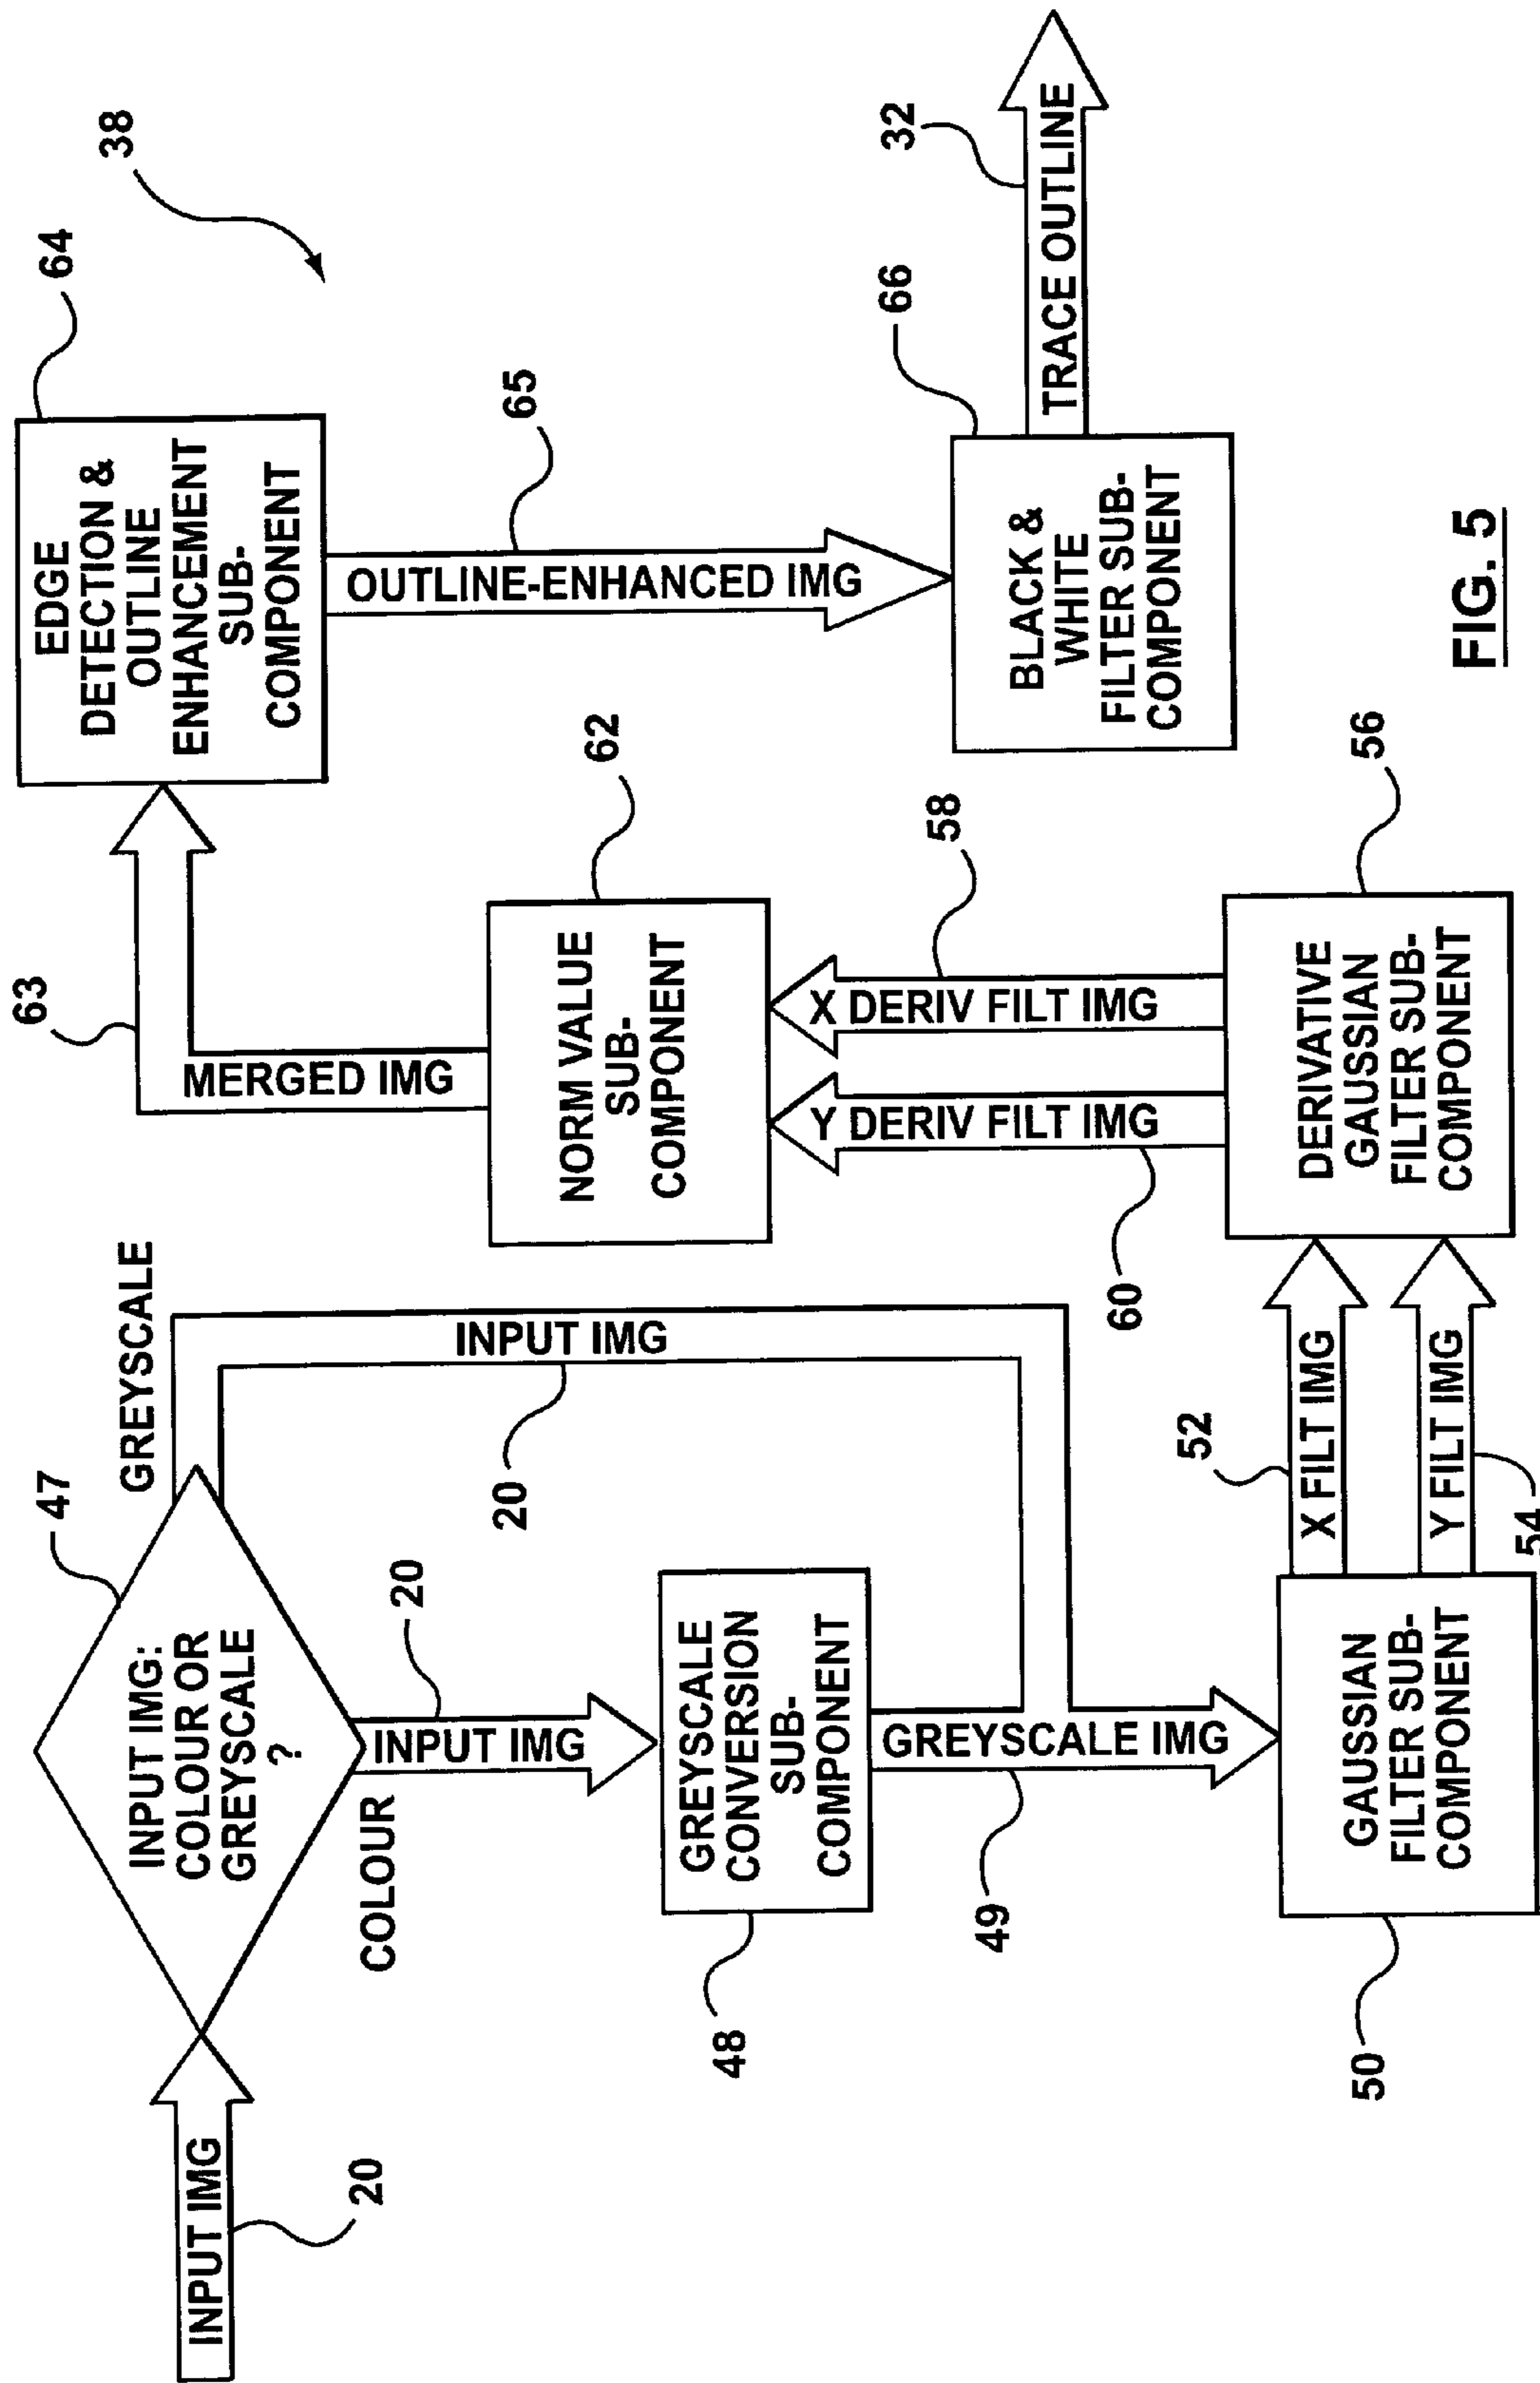 INPUT IMG
20
INPUT IMG:
COLOUR OR
GREYSCALE
?
47
GREYSCALE
COLOUR
INPUT IMG
20
INPUT IMG
20
GREYSCALE
CONVERSION
SUB-
COMPONENT
48
GREYSCALE IMG
49
GAUSSIAN
FILTER SUB-
COMPONENT
50
X FILT IMG
52
Y FILT IMG
54
DERIVATIVE
GAUSSIAN
FILTER SUB-
COMPONENT
56
X DERIV FILT IMG
58
Y DERIV FILT IMG
60
NORM VALUE
SUB-
COMPONENT
62
MERGED IMG
63
EDGE
DETECTION &
OUTLINE
ENHANCEMENT
SUB-
COMPONENT
64
38
OUTLINE-ENHANCED IMG
65
BLACK &
WHITE
FILTER SUB-
COMPONENT
66
TRACE OUTLINE
32
FIG. 5